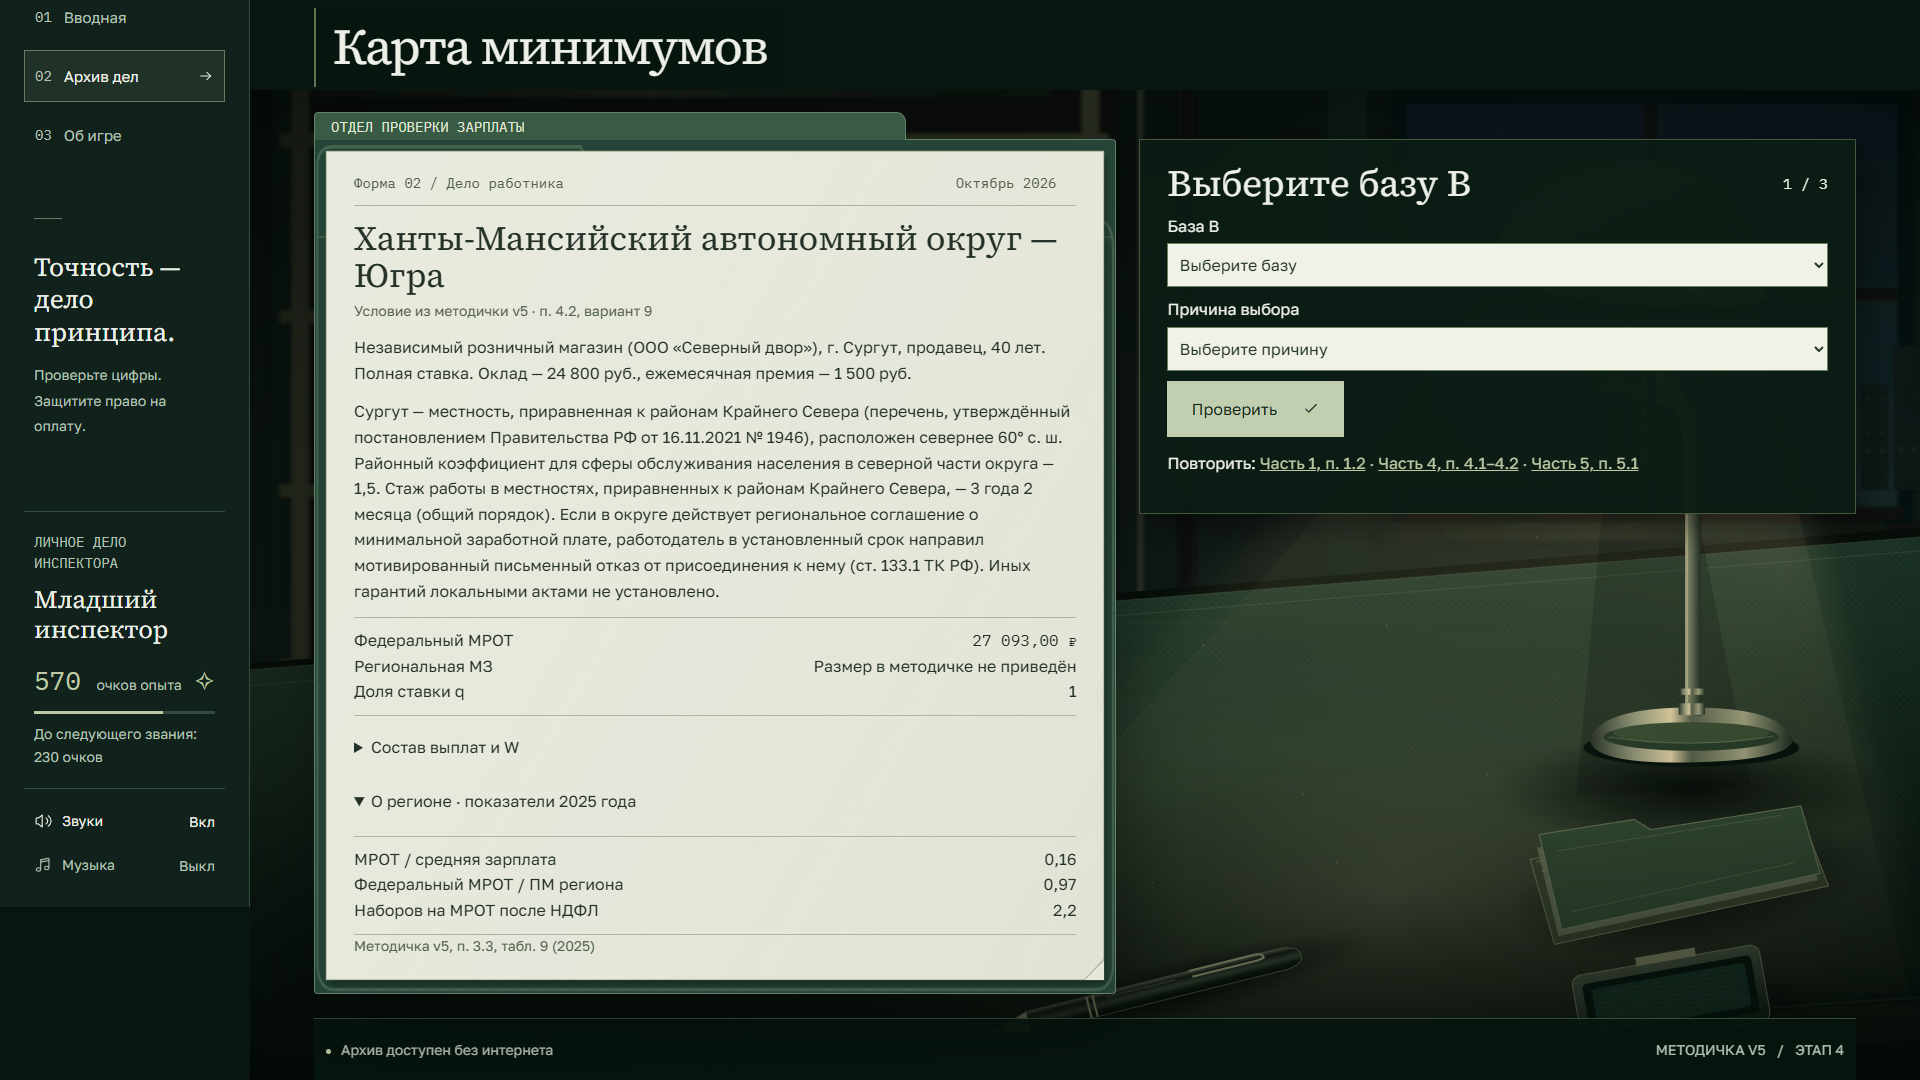 01 Вводная
02 Архив дел →
03 Об игре
Точность —
дело
принципа.
Проверьте цифры.
Защитите право на
оплату.
ЛИЧНОЕ ДЕЛО
ИНСПЕКТОРА
Младший
инспектор
570 очков опыта
До следующего звания:
230 очков
Звуки Вкл
Музыка Выкл
Карта минимумов
ОТДЕЛ ПРОВЕРКИ ЗАРПЛАТЫ
Форма 02 / Дело работника Октябрь 2026
Ханты-Мансийский автономный округ —
Югра
Условие из методички v5 · п. 4.2, вариант 9
Независимый розничный магазин (ООО «Северный двор»), г. Сургут, продавец, 40 лет.
Полная ставка. Оклад — 24 800 руб., ежемесячная премия — 1 500 руб.
Сургут — местность, приравненная к районам Крайнего Севера (перечень, утверждённый
постановлением Правительства РФ от 16.11.2021 № 1946), расположен севернее 60° с. ш.
Районный коэффициент для сферы обслуживания населения в северной части округа —
1,5. Стаж работы в местностях, приравненных к районам Крайнего Севера, — 3 года 2
месяца (общий порядок). Если в округе действует региональное соглашение о
минимальной заработной плате, работодатель в установленный срок направил
мотивированный письменный отказ от присоединения к нему (ст. 133.1 ТК РФ). Иных
гарантий локальными актами не установлено.
Федеральный МРОТ 27 093,00 ₽
Региональная МЗ Размер в методичке не приведён
Доля ставки q 1
▶ Состав выплат и W
▼ О регионе · показатели 2025 года
МРОТ / средняя зарплата 0,16
Федеральный МРОТ / ПМ региона 0,97
Наборов на МРОТ после НДФЛ 2,2
Методичка v5, п. 3.3, табл. 9 (2025)
Выберите базу B 1 / 3
База B
Выберите базу
Причина выбора
Выберите причину
Проверить ✓
Повторить: Часть 1, п. 1.2 · Часть 4, п. 4.1–4.2 · Часть 5, п. 5.1
• Архив доступен без интернета
МЕТОДИЧКА V5 / ЭТАП 4